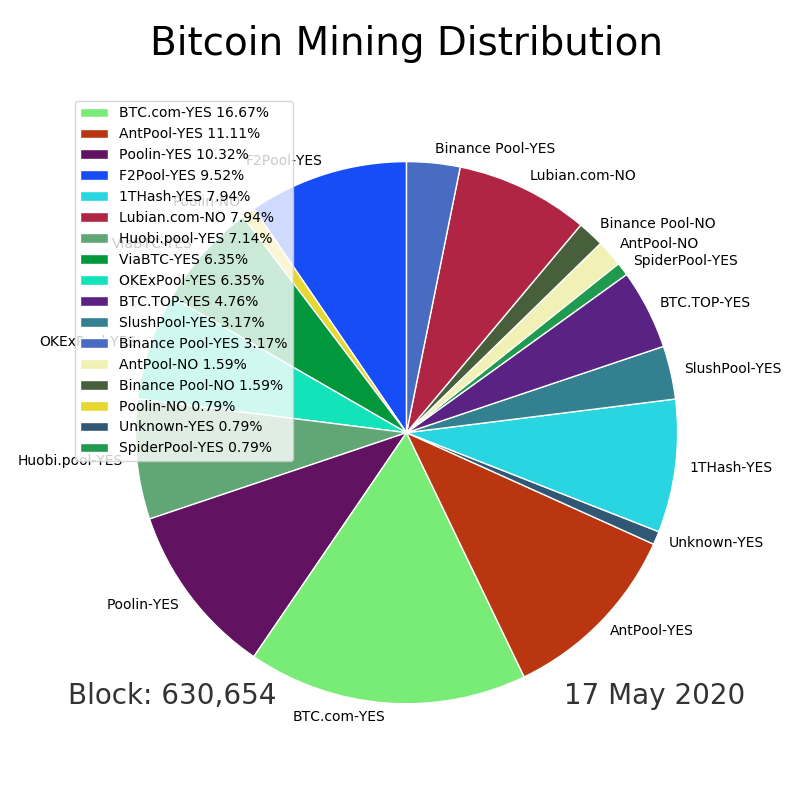 Bitcoin Mining Distribution
BTC.com-YES 16.67%
AntPool-YES 11.11%
Poolin-YES 10.32%
F2Pool-YES 9.52%
1THash-YES 7.94%
Lubian.com-NO 7.94%
Huobi.pool-YES 7.14%
ViaBTC-YES 6.35%
OKExPool-YES 6.35%
BTC.TOP-YES 4.76%
SlushPool-YES 3.17%
Binance Pool-YES 3.17%
AntPool-NO 1.59%
Binance Pool-NO 1.59%
Poolin-NO 0.79%
Unknown-YES 0.79%
SpiderPool-YES 0.79%
F2Pool-YES
Poolin-NO
ViaBTC-YES
OKExPool-YES
Huobi.pool-YES
Poolin-YES
BTC.com-YES
AntPool-YES
Unknown-YES
1THash-YES
SlushPool-YES
BTC.TOP-YES
SpiderPool-YES
AntPool-NO
Binance Pool-NO
Lubian.com-NO
Binance Pool-YES
Block: 630,654
17 May 2020